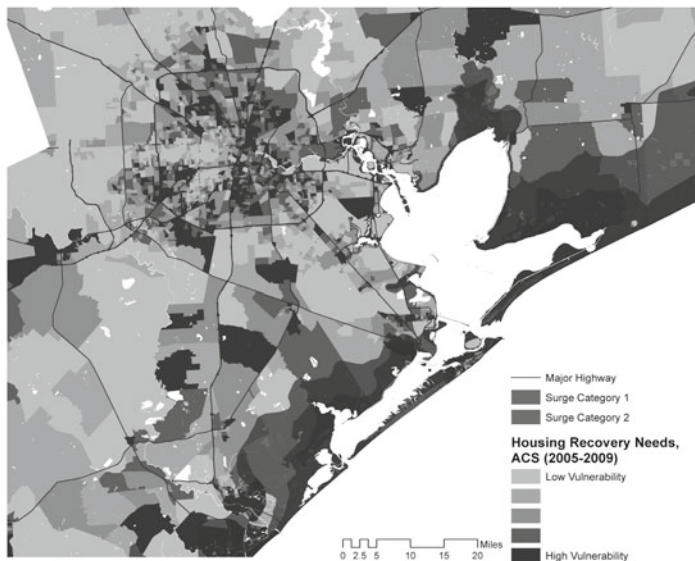 Major Highway
Surge Category 1
Surge Category 2
Housing Recovery Needs,
ACS (2005-2009)
Low Vulnerability
High Vulnerability
Miles
0 2.5 5 10 15 20